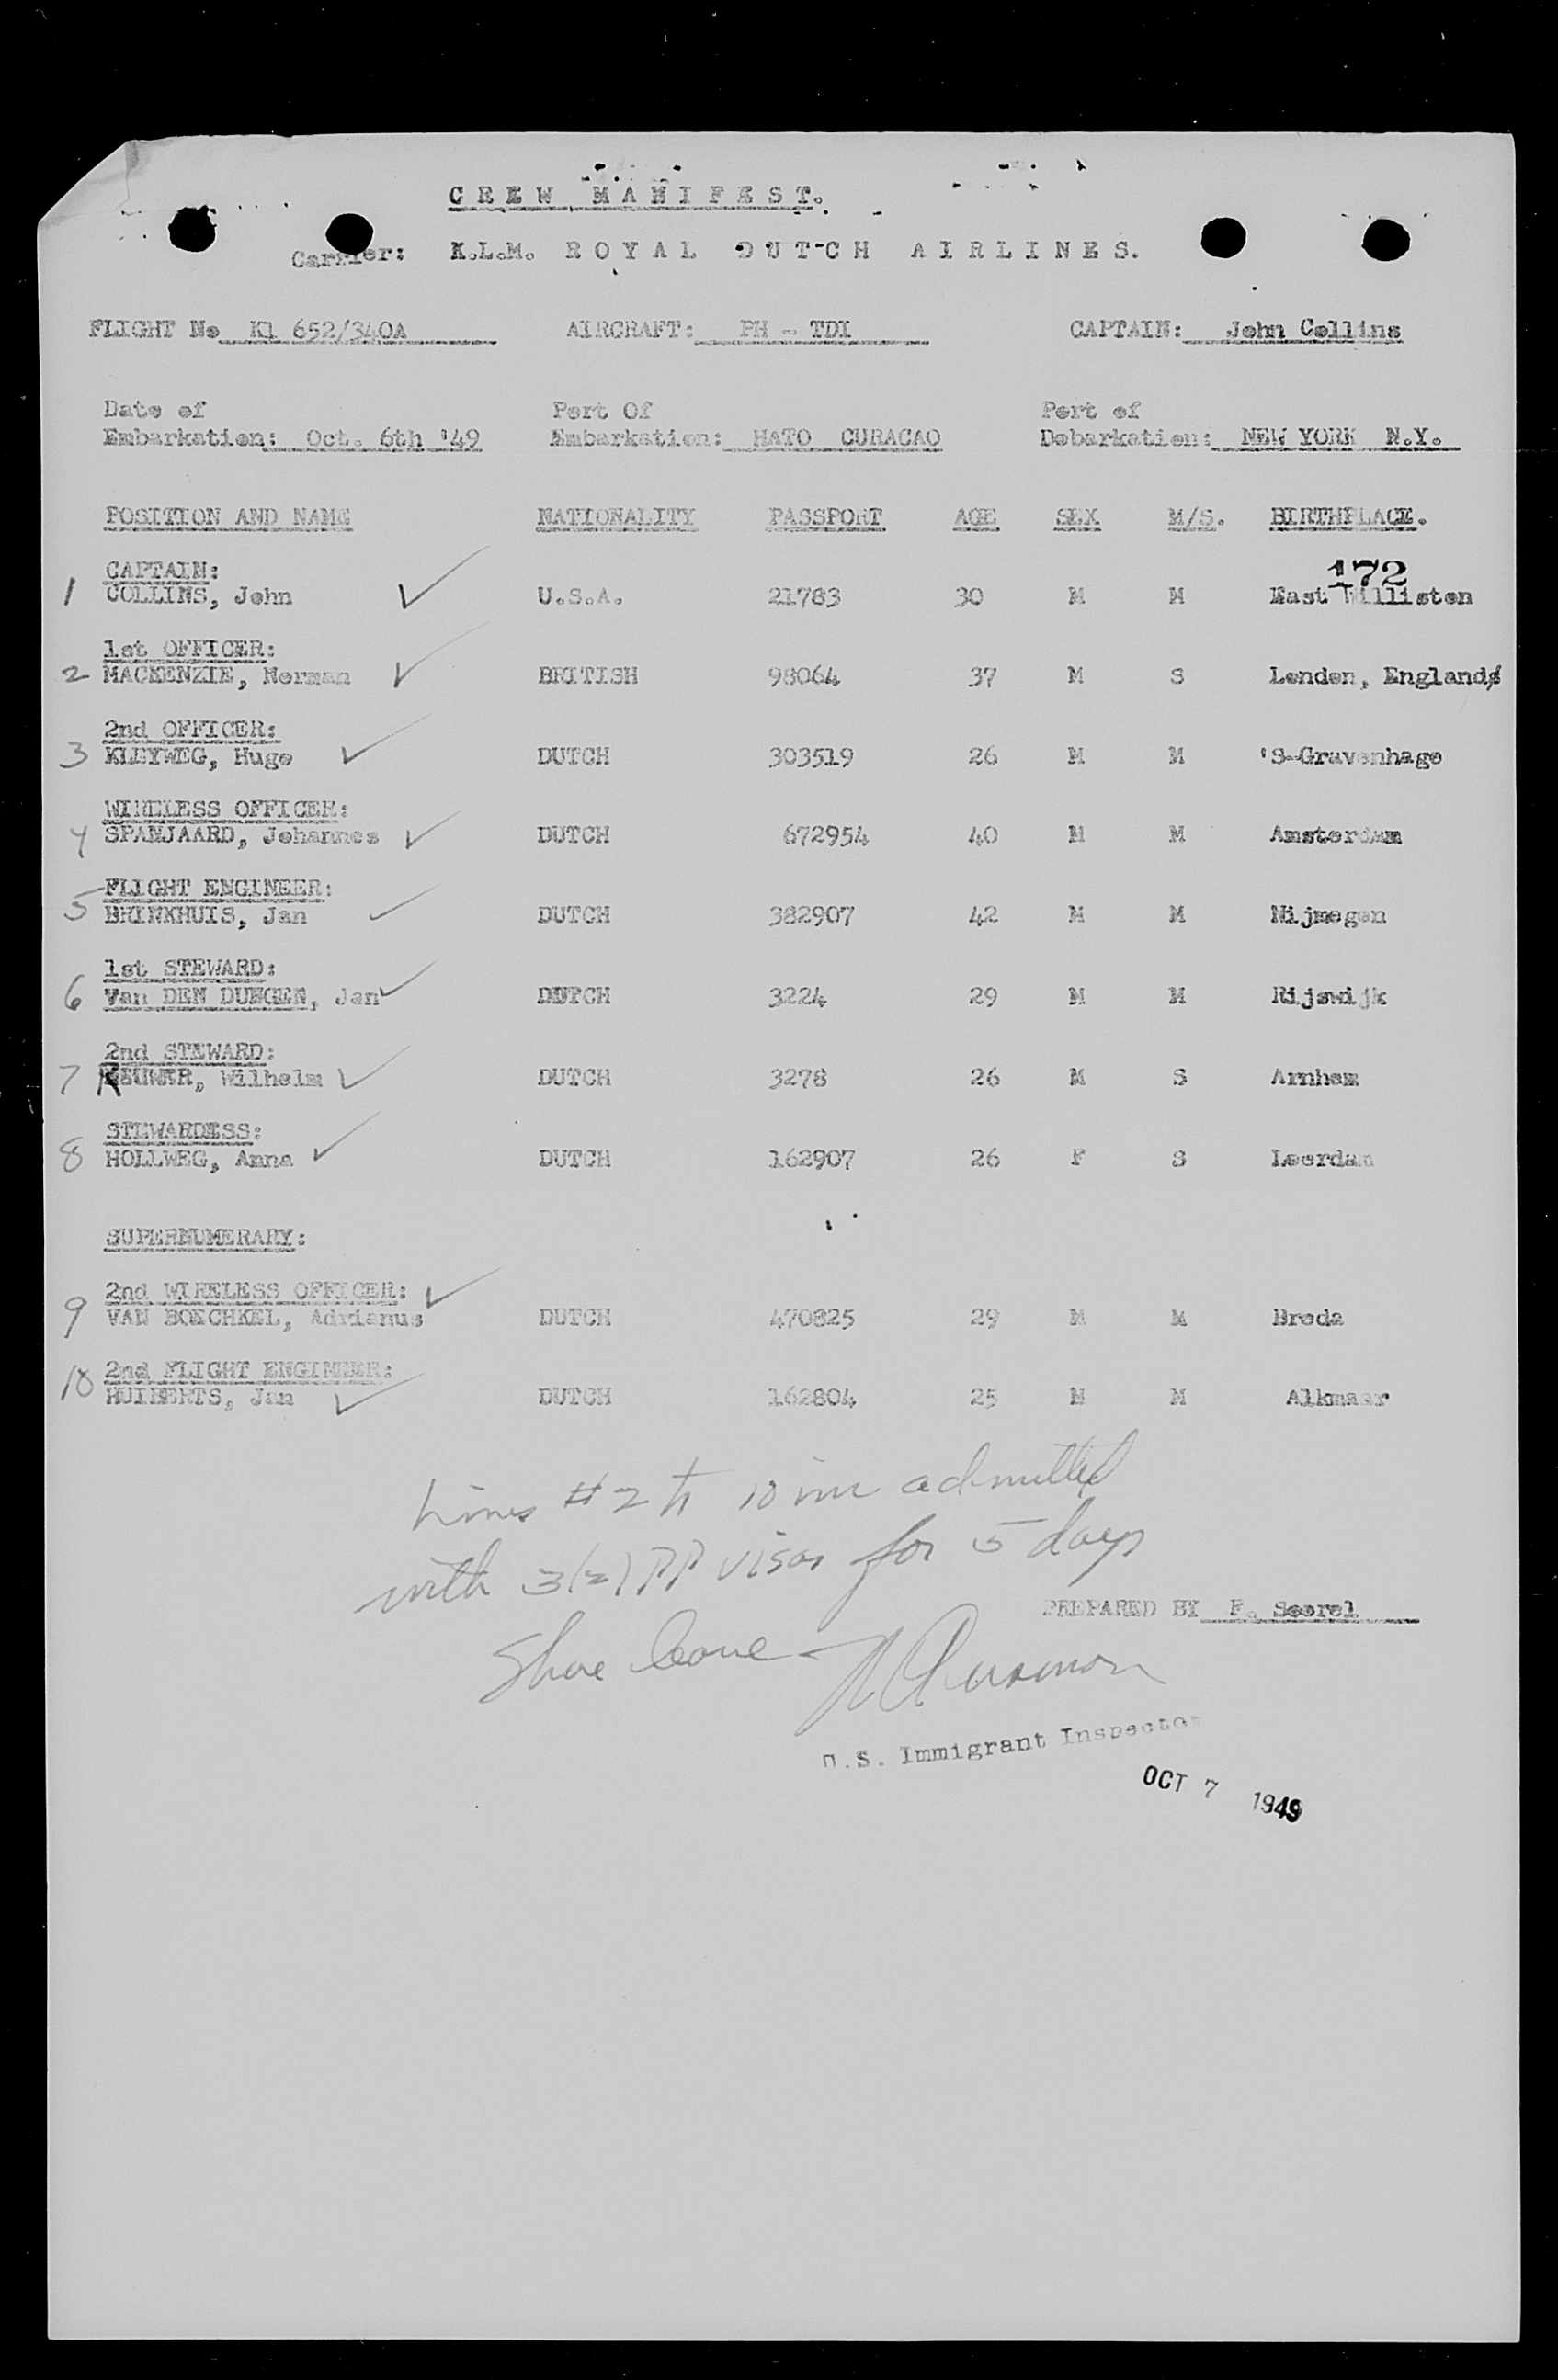 CREW MANIFEST.
Carrier: K.L.M. ROYAL DUTCH AIRLINES.
FLIGHT No Kl 652/340A AIRCRAFT: PH - TDI CAPTAIN: John Collins
Date of Port Of Port of
Embarkation: Oct. 6th '49 Embarkation: HATO CURACAO Debarkation: NEW YORK N.Y.
POSITION AND NAME NATIONALITY PASSPORT AGE SEX M/S. BIRTHPLACE.
172
CAPTAIN:
1 COLLINS, John U.S.A. 21783 30 M M East Williston
1st OFFICER:
2 MACKENZIE, Norman BRITISH 98064 37 M S London, England
2nd OFFICER:
3 KLEYWEG, Hugo DUTCH 303519 26 M M 'S-Gravenhage
WIRELESS OFFICER:
4 SPANJAARD, Johannes DUTCH 672954 40 M M Amsterdam
FLIGHT ENGINEER:
5 BRINKHUIS, Jan DUTCH 382907 42 M M Nijmegen
1st STEWARD:
6 Van DEN DUNGEN, Jan DUTCH 3224 29 M M Rijswijk
2nd STEWARD:
7 Wilhelm DUTCH 3278 26 M S Arnhem
STEWARDESS:
8 HOLLWEG, Anna DUTCH 162907 26 F S Leerdam
SUPERNUMERARY:
2nd WIRELESS OFFICER:
9 VAN BOECHKEL, Adrianus DUTCH 470825 29 M M Breda
2nd FLIGHT ENGINEER:
10 HUIBERTS, Jan DUTCH 162804 25 M M Alkmaar
Lines #2 to 10 inc admitted
with 3(2) PP visas for 5 days
PREPARED BY F.
Shore leave
U.S. Immigrant Inspector
OCT 7 1949